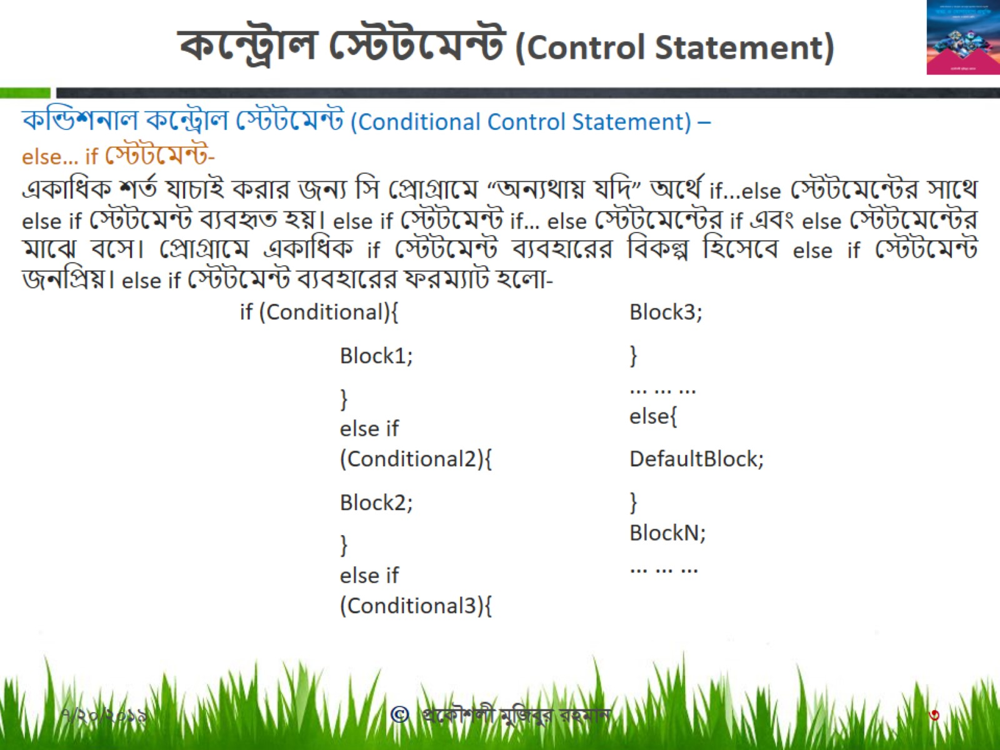 কন্ট্রোল স্টেটমেন্ট (Control Statement)
কন্ডিশনাল কন্ট্রোল স্টেটমেন্ট (Conditional Control Statement) –
else... if স্টেটমেন্ট-
একাধিক শর্ত যাচাই করার জন্য সি প্রোগ্রামে “অন্যথায় যদি” অর্থে if...else স্টেটমেন্টের সাথে
else if স্টেটমেন্ট ব্যবহৃত হয়। else if স্টেটমেন্ট if... else স্টেটমেন্টের if এবং else স্টেটমেন্টের
মাঝে বসে। প্রোগ্রামে একাধিক if স্টেটমেন্ট ব্যবহারের বিকল্প হিসেবে else if স্টেটমেন্ট
জনপ্রিয়। else if স্টেটমেন্ট ব্যবহারের ফরম্যাট হলো-
if (Conditional){
Block1;
}
else if
(Conditional2){
Block2;
}
else if
(Conditional3){
Block3;
}
... ... ...
else{
DefaultBlock;
}
BlockN;
... ... ...
৭/২০/২০১৯
© প্রকৌশলী মুজিবুর রহমান
৩